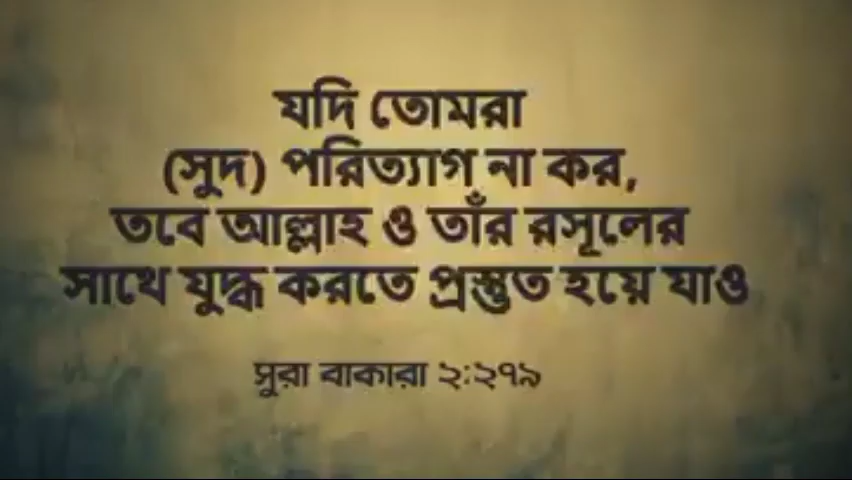 যদি তোমরা
(সুদ) পরিত্যাগ না কর,
তবে আল্লাহ ও তাঁর রসূলের
সাথে যুদ্ধ করতে প্রস্তুত হয়ে যাও
সুরা বাকারা ২:২৭৯